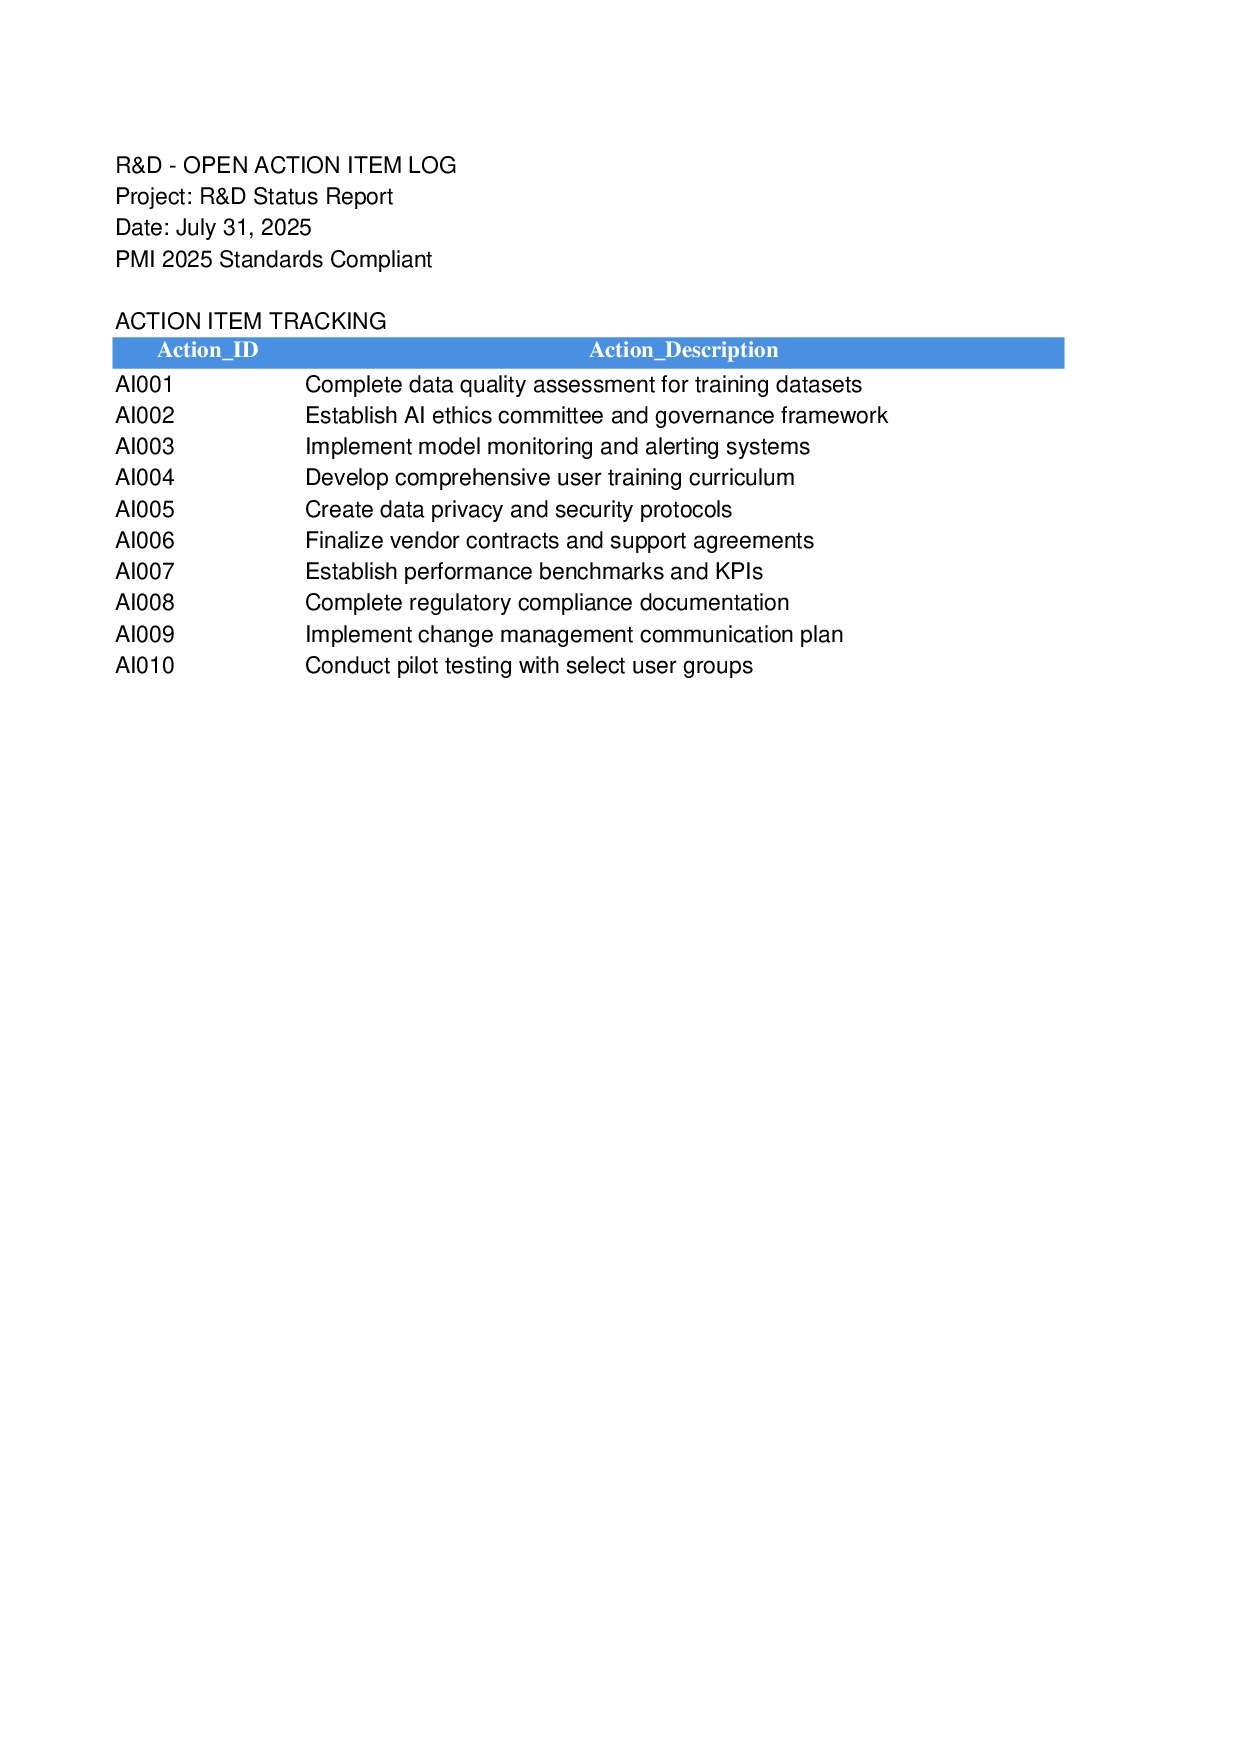 R&D - OPEN ACTION ITEM LOG
Project: R&D Status Report
Date: July 31, 2025
PMI 2025 Standards Compliant
ACTION ITEM TRACKING
Action_ID Action_Description
AI001 Complete data quality assessment for training datasets
AI002 Establish AI ethics committee and governance framework
AI003 Implement model monitoring and alerting systems
AI004 Develop comprehensive user training curriculum
AI005 Create data privacy and security protocols
AI006 Finalize vendor contracts and support agreements
AI007 Establish performance benchmarks and KPIs
AI008 Complete regulatory compliance documentation
AI009 Implement change management communication plan
AI010 Conduct pilot testing with select user groups